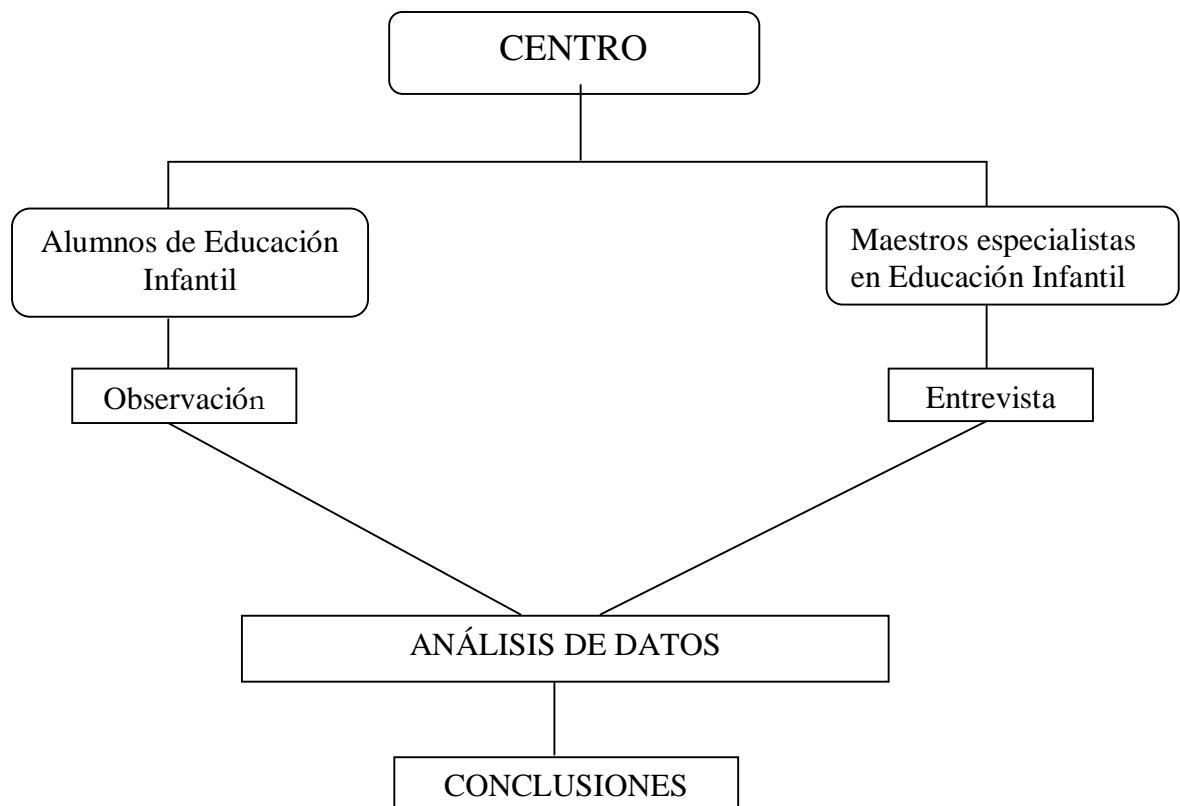 CENTRO
Alumnos de Educación
Infantil
Maestros especialistas
en Educación Infantil
Observación
Entrevista
ANÁLISIS DE DATOS
CONCLUSIONES